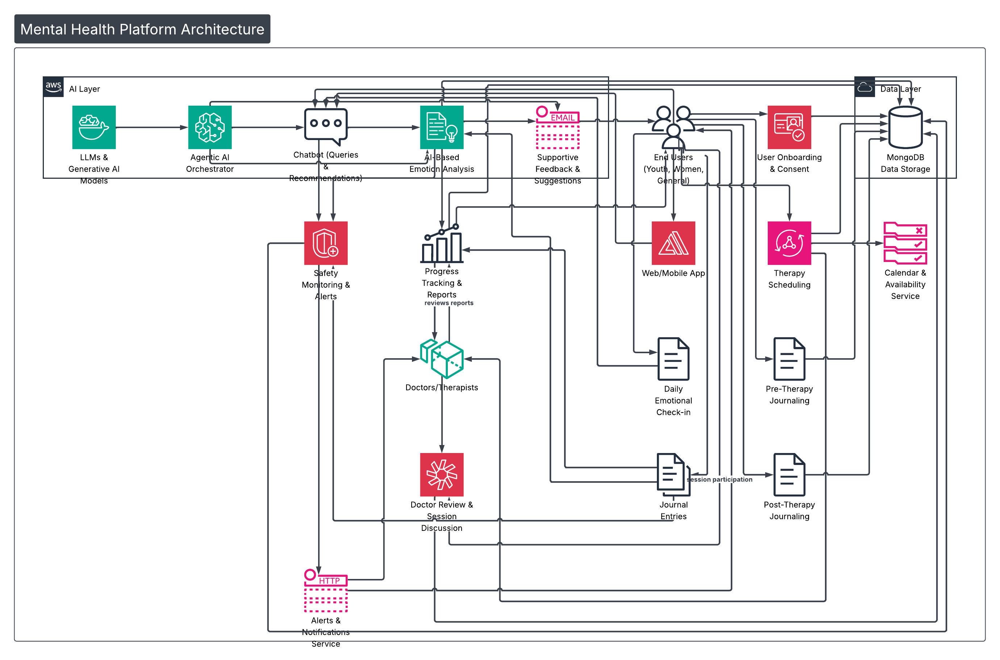 Mental Health Platform Architecture
aws
AI Layer
Data Layer
EMAIL
LLMs &
Generative AI
Models
Agentic AI
Orchestrator
Chatbot (Queries
&
Recommendations)
AI-Based
Emotion Analysis
Supportive
Feedback &
Suggestions
End Users
(Youth, Women,
General)
User Onboarding
& Consent
MongoDB
Data Storage
Safety
Monitoring &
Alerts
Progress
Tracking &
Reports
reviews reports
Web/Mobile App
Therapy
Scheduling
Calendar &
Availability
Service
Doctors/Therapists
Daily
Emotional
Check-in
Pre-Therapy
Journaling
session participation
Doctor Review &
Session
Discussion
Journal
Entries
Post-Therapy
Journaling
HTTP
Alerts &
Notifications
Service